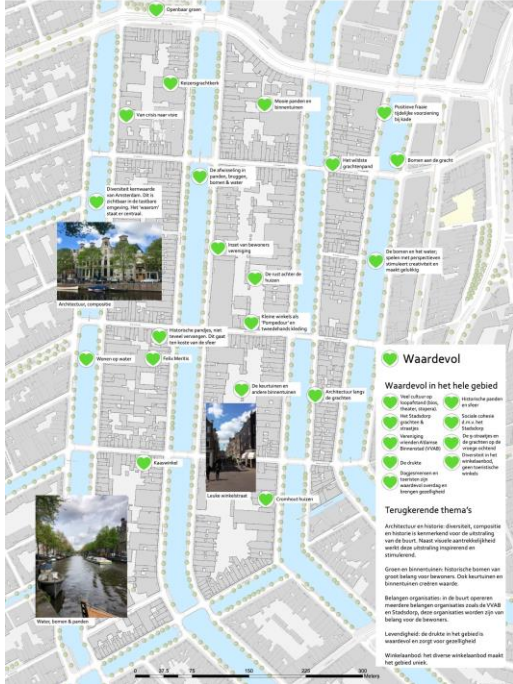 Openbaar groen
Keizersgrachtkerk
Van crisis naar visie
Mooie panden en
binnentuinen
Positieve fraaie
tijdelijke voorziening
bij kade
Het wildste
grachtenpand
Bomen aan de gracht
De afwisseling in
panden, bruggen,
bomen & water
Diversiteit kernwaarde
van Amsterdam. Dit is
zichtbaar in de tastbare
omgeving. Het 'waarom'
staat er centraal.
Inzet van bewoners
vereniging
De bomen en het water,
spelen met perspectieven
stimuleert creativiteit en
maakt gelukkig
De rust achter de
huizen
Architectuur, compositie
Kleine winkels als
'Pompadour' en
tweedehands kleding
Historische pandjes, niet
teveel vervangen. Dit gaat
ten koste van de sfeer
Wonen op water
Felix Meritis
De keurtuinen en
andere binnentuinen
Architectuur langs
de grachten
Kaaswinkel
Leuke winkelstraat
Cromhout huizen
Water, bomen & panden
Waardevol
Waardevol in het hele gebied
Veel cultuur op
loopafstand (bios,
theater, stopera).
Het Stadsdorp
grachten &
straatjes
Vereniging
vrienden Atlamse
Binnenstad (VVAB)
De drukte
Dagjesmensen en
toeristen zijn
waardevol overdag en
brengen gezelligheid
Historische panden
en sfeer
Sociale cohesie
d.m.v. het
Stadsdorp
De 9 straatjes en
de grachten op de
vroege ochtend
Diversiteit in het
winkelaanbod,
geen toeristische
winkels
Terugkerende thema's
Architectuur en historie: diversiteit, compositie
en historie is kenmerkend voor de uitstraling
van de buurt. Naast visuele aantrekkelijkheid
werkt deze uitstraling inspirerend en
stimulerend.
Groen en binnentuinen: historische bomen van
groot belang voor bewoners. Ook keurtuinen en
binnentuinen creëren waarde.
Belangen organisaties: in de buurt opereren
meerdere belangen organisaties zoals de VVAB
en Stadsdorp, deze organisaties worden zijn van
belang voor de bewoners.
Levendigheid: de drukte in het gebied is
waardevol en zorgt voor gezelligheid
Winkelaanbod: het diverse winkelaanbod maakt
het gebied uniek.
0 37.5 75 150 225 300
Meters